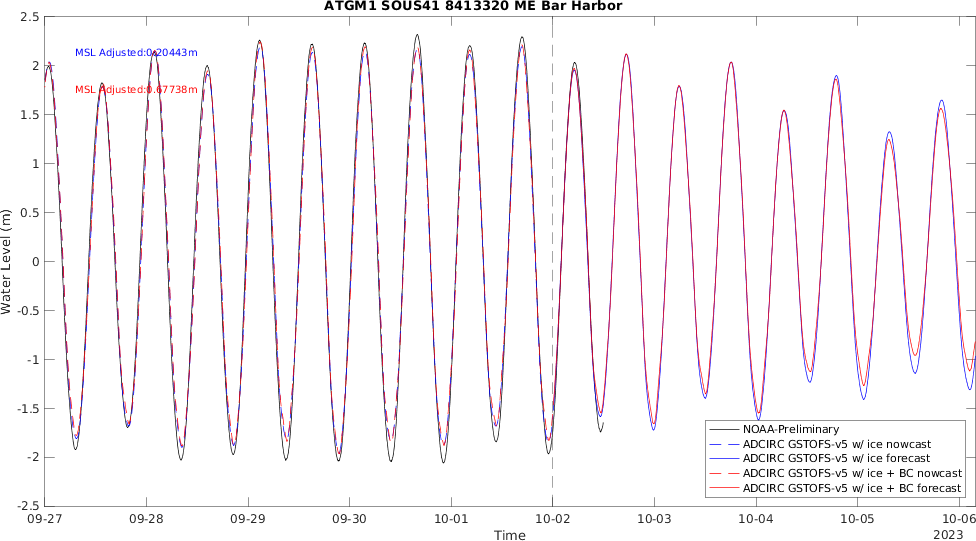 ATGM1 SOUS41 8413320 ME Bar Harbor
MSL Adjusted:0.20443m
MSL Adjusted:0.67738m
Water Level (m)
2.5
2
1.5
1
0.5
0
-0.5
-1
-1.5
-2
-2.5
NOAA-Preliminary
ADCIRC GSTOFS-v5 w/ ice nowcast
ADCIRC GSTOFS-v5 w/ ice forecast
ADCIRC GSTOFS-v5 w/ ice + BC nowcast
ADCIRC GSTOFS-v5 w/ ice + BC forecast
09-27 09-28 09-29 09-30 10-01 10-02 10-03 10-04 10-05 10-06
Time
2023